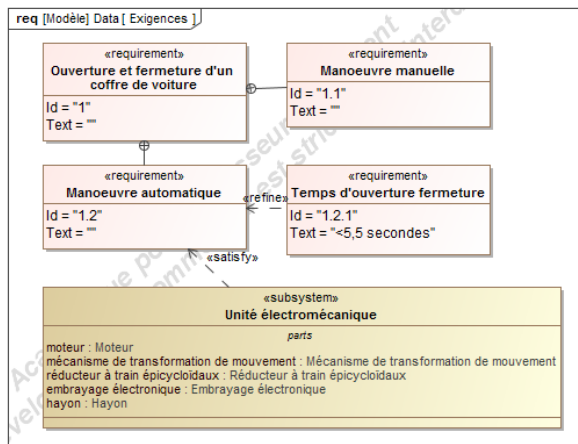 req [Modèle] Data [ Exigences ]
«requirement»
Ouverture et fermeture d'un
coffre de voiture
Id = "1"
Text = ""
«requirement»
Manoeuvre manuelle
Id = "1.1"
Text = ""
«requirement»
Manoeuvre automatique
Id = "1.2"
Text = ""
«refine»
«requirement»
Temps d'ouverture fermeture
Id = "1.2.1"
Text = "<5,5 secondes"
«satisfy»
«subsystem»
Unité électromécanique
parts
moteur : Moteur
mécanisme de transformation de mouvement : Mécanisme de transformation de mouvement
réducteur à train épicycloïdaux : Réducteur à train épicycloïdaux
embrayage électronique : Embrayage électronique
hayon : Hayon